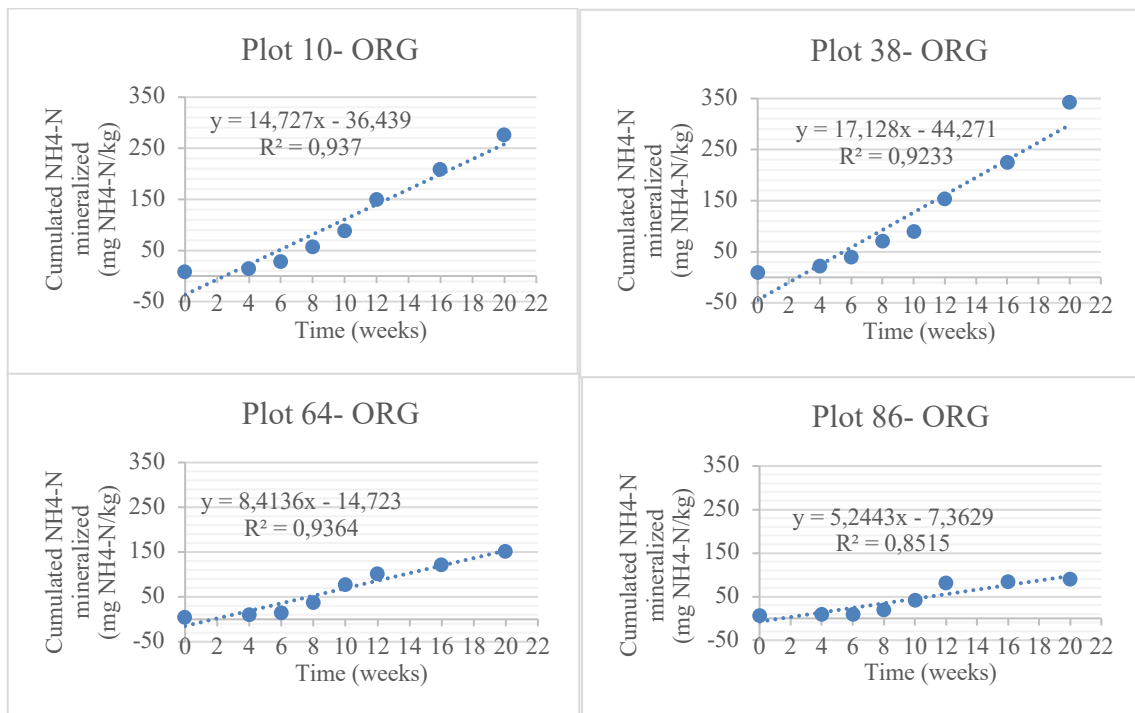 Plot 10- ORG
Cumulated NH4-N
mineralized
(mg NH4-N/kg)
350
250
150
50
-50
y = 14,727x - 36,439
R² = 0,937
0 2 4 6 8 10 12 14 16 18 20 22
Time (weeks)
Plot 38- ORG
Cumulated NH4-N
mineralized
(mg NH4-N/kg)
350
250
150
50
-50
y = 17,128x - 44,271
R² = 0,9233
0 2 4 6 8 10 12 14 16 18 20 22
Time (weeks)
Plot 64- ORG
Cumulated NH4-N
mineralized
(mg NH4-N/kg)
350
250
150
50
-50
y = 8,4136x - 14,723
R² = 0,9364
0 2 4 6 8 10 12 14 16 18 20 22
Time (weeks)
Plot 86- ORG
Cumulated NH4-N
mineralized
(mg NH4-N/kg)
350
250
150
50
-50
y = 5,2443x - 7,3629
R² = 0,8515
0 2 4 6 8 10 12 14 16 18 20 22
Time (weeks)